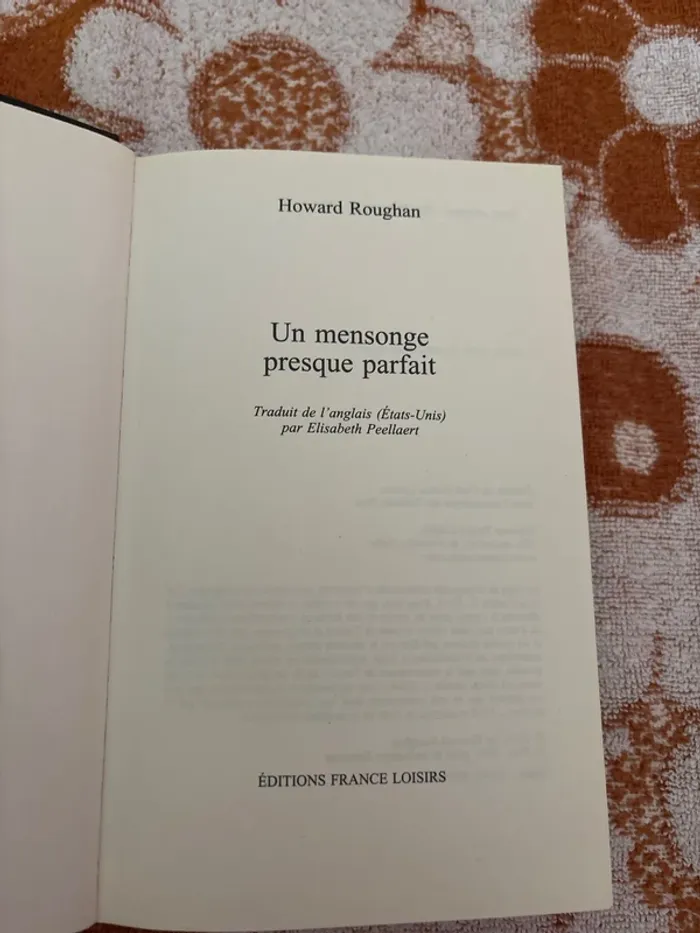 Howard Roughan
Un mensonge
presque parfait
Traduit de l'anglais (États-Unis)
par Elisabeth Peellaert
ÉDITIONS FRANCE LOISIRS